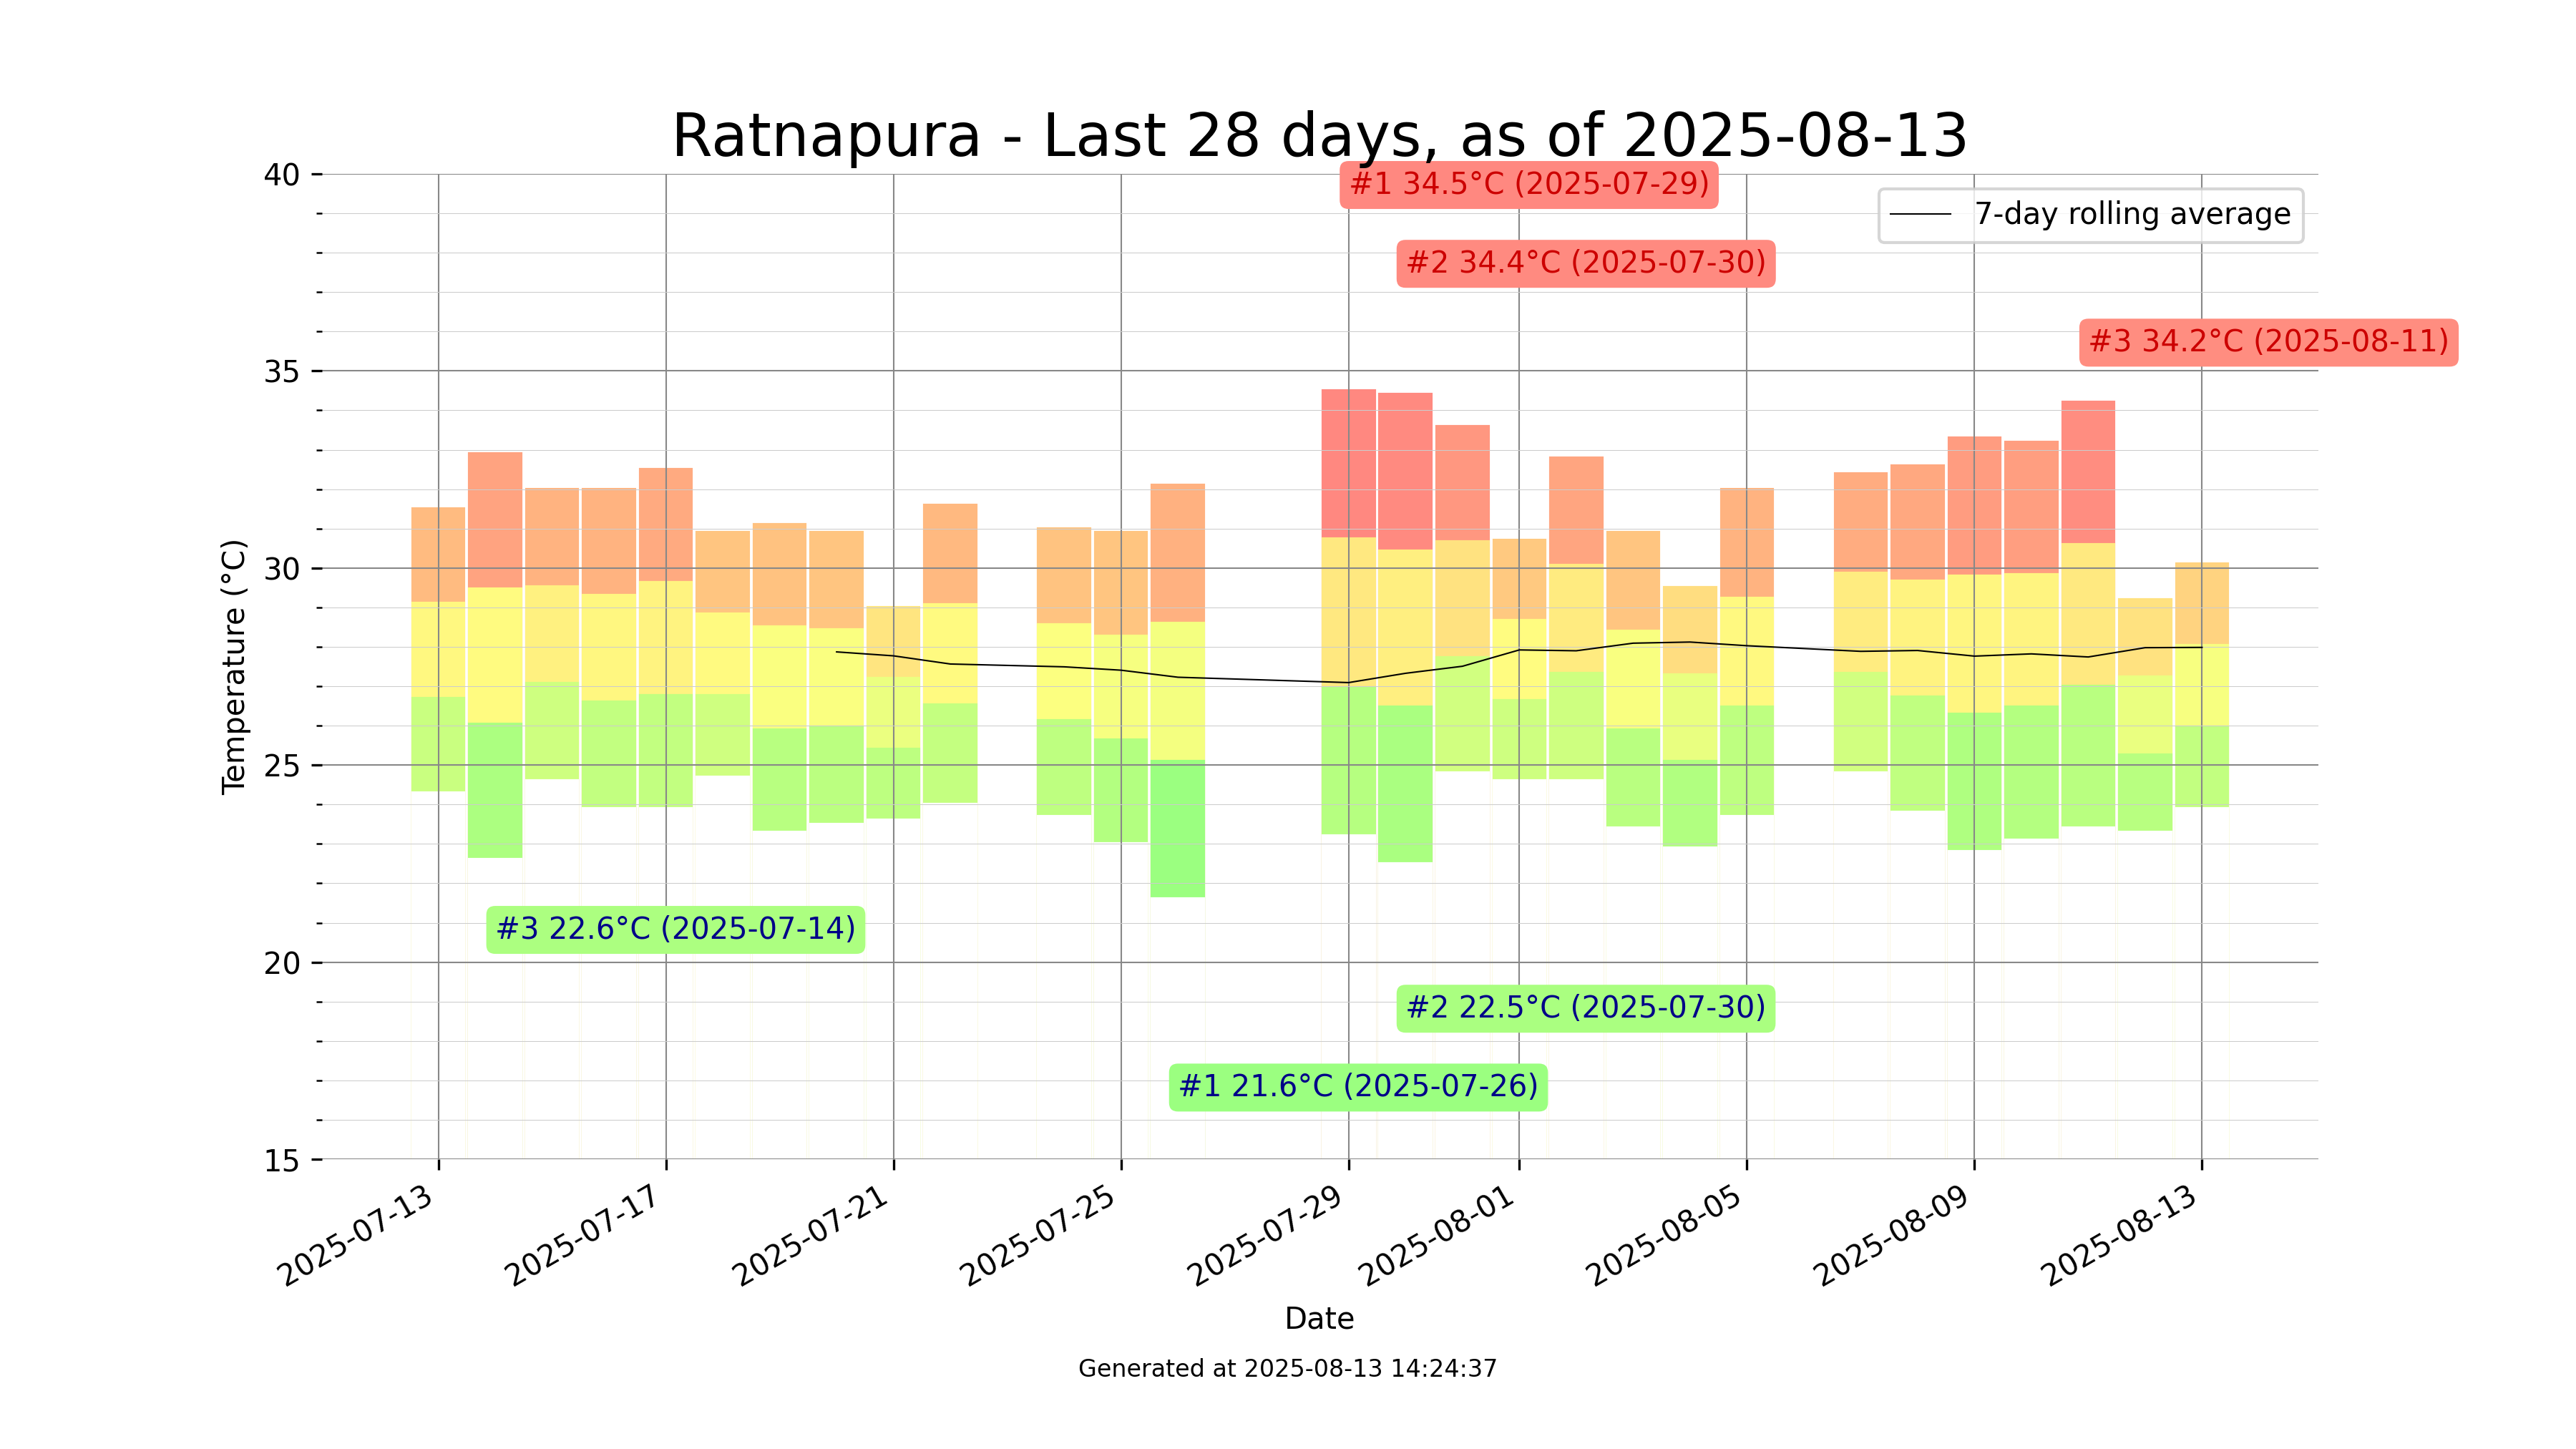 Ratnapura - Last 28 days, as of 2025-08-13
40
#1 34.5°C (2025-07-29)
7-day rolling average
#2 34.4°C (2025-07-30)
#3 34.2°C (2025-08-11)
35
30
Temperature (°C)
25
#3 22.6°C (2025-07-14)
20
#2 22.5°C (2025-07-30)
#1 21.6°C (2025-07-26)
15
2025-07-13
2025-07-17
2025-07-21
2025-07-25
2025-07-29
2025-08-01
2025-08-05
2025-08-09
2025-08-13
Date
Generated at 2025-08-13 14:24:37